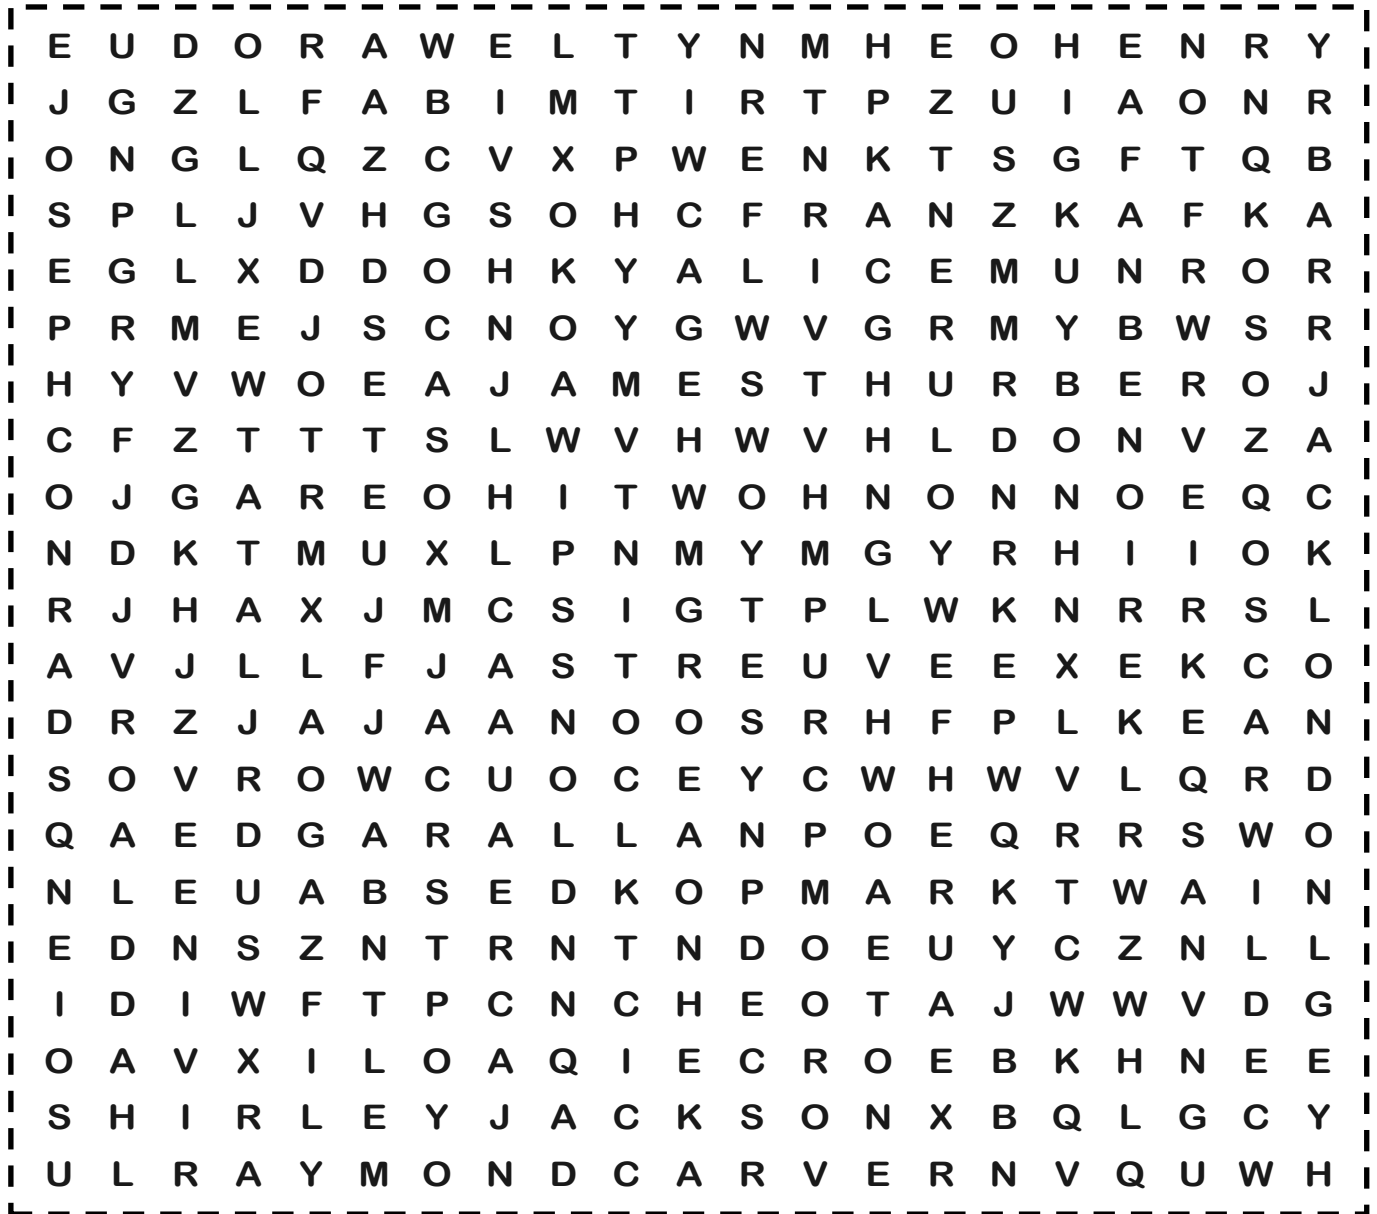 E U D O R A W E L T Y N M H E O H E N R Y
J G Z L F A B I M T I R T P Z U I A O N R
O N G L Q Z C V X P W E N K T S G F T Q B
S P L J V H G S O H C F R A N Z K A F K A
E G L X D D O H K Y A L I C E M U N R O R
P R M E J S C N O Y G W V G R M Y B W S R
H Y V W O E A J A M E S T H U R B E R O J
C F Z T T T S L W V H W V H L D O N V Z A
O J G A R E O H I T W O H N O N N O E Q C
N D K T M U X L P N M Y M G Y R H I I O K
R J H A X J M C S I G T P L W K N R R S L
A V J L L F J A S T R E U V E E X E K C O
D R Z J A J A A N O O S R H F P L K E A N
S O V R O W C U O C E Y C W H W V L Q R D
Q A E D G A R A L L A N P O E Q R R S W O
N L E U A B S E D K O P M A R K T W A I N
E D N S Z N T R N T N D O E U Y C Z N L L
I D I W F T P C N C H E O T A J W W V D G
O A V X I L O A Q I E C R O E B K H N E E
S H I R L E Y J A C K S O N X B Q L G C Y
U L R A Y M O N D C A R V E R N V Q U W H